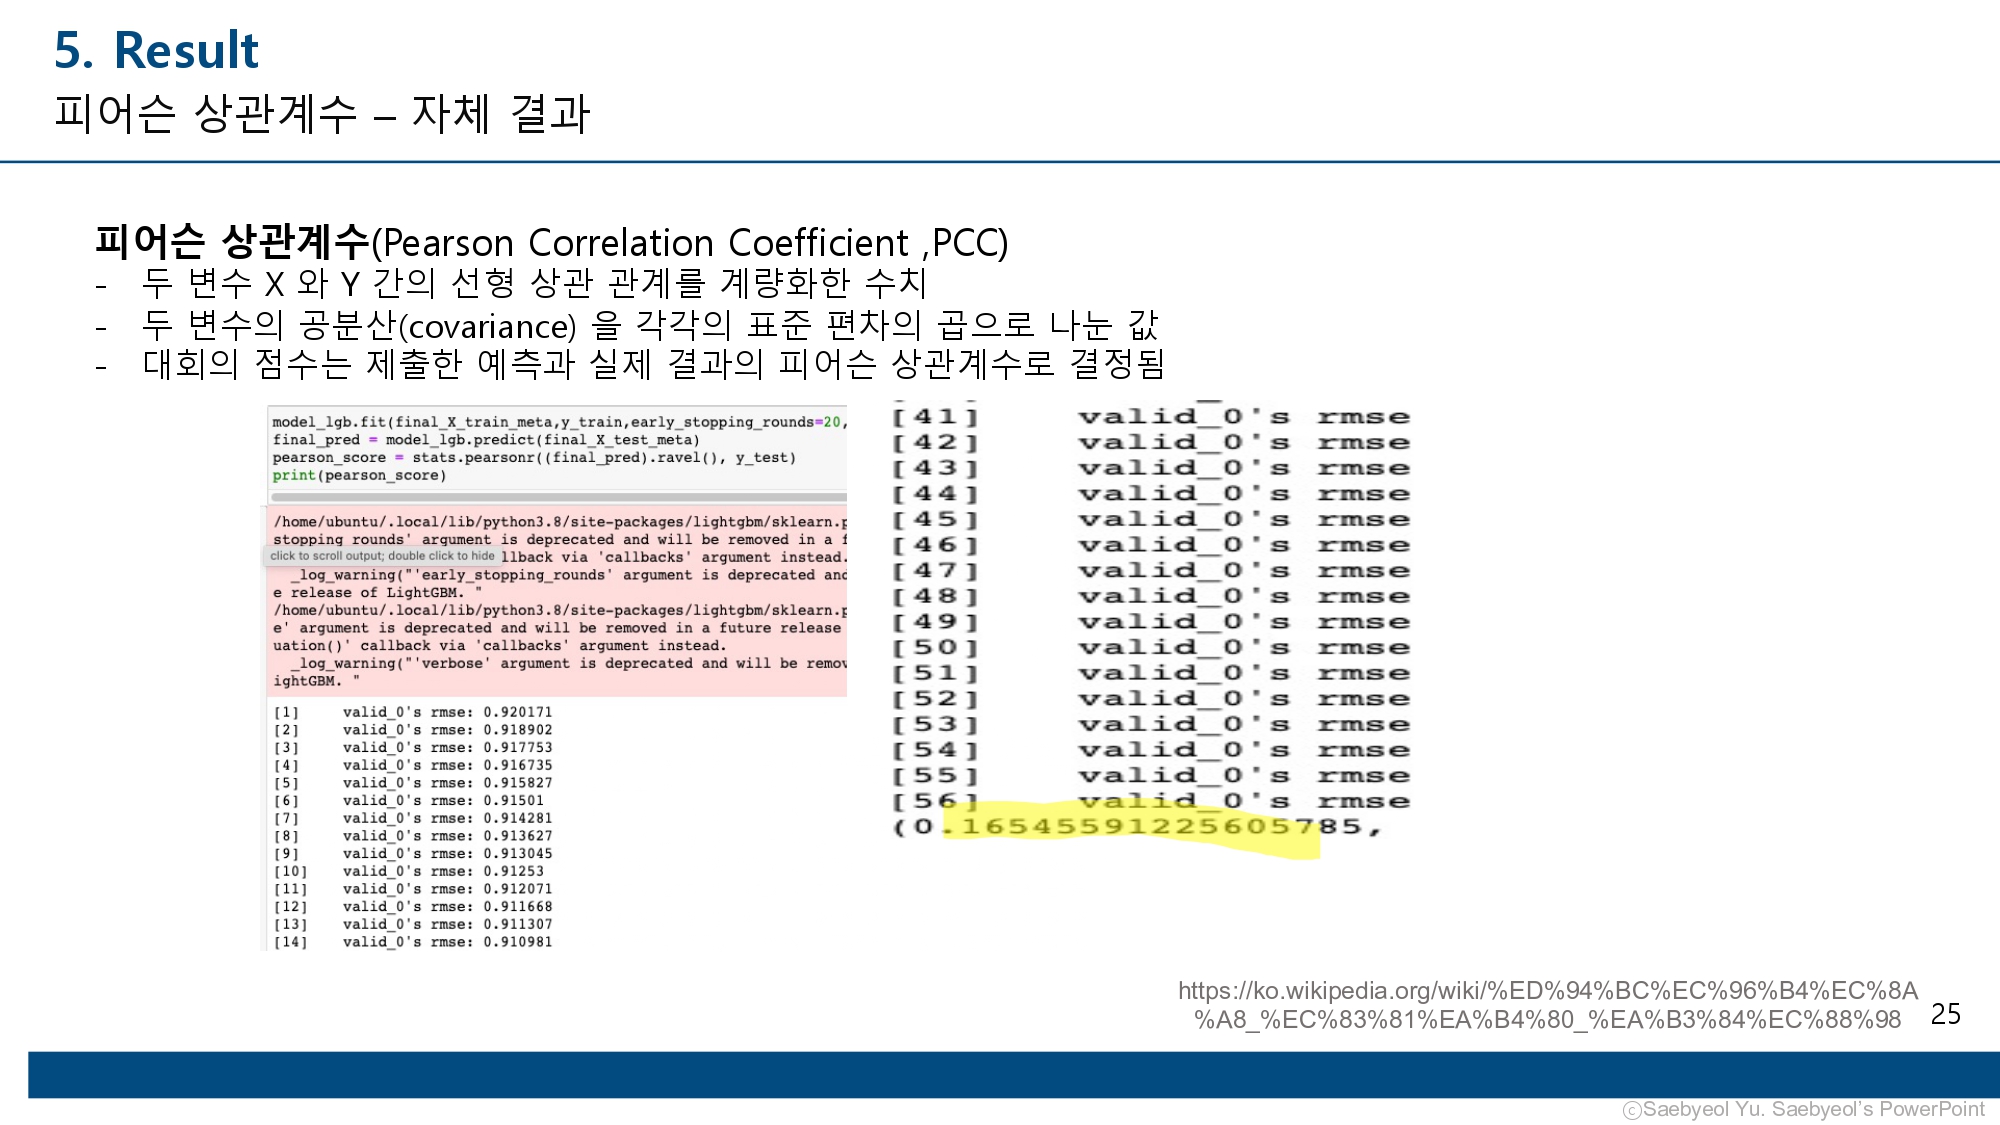 5. Result
피어슨 상관계수 – 자체 결과
피어슨 상관계수(Pearson Correlation Coefficient ,PCC)
- 두 변수 X 와 Y 간의 선형 상관 관계를 계량화한 수치
- 두 변수의 공분산(covariance) 을 각각의 표준 편차의 곱으로 나눈 값
- 대회의 점수는 제출한 예측과 실제 결과의 피어슨 상관계수로 결정됨
model_lgb.fit(final_X_train_meta,y_train,early_stopping_rounds=20,
final_pred = model_lgb.predict(final_X_test_meta)
pearson_score = stats.pearsonr((final_pred).ravel(), y_test)
print(pearson_score)
/home/ubuntu/.local/lib/python3.8/site-packages/lightgbm/sklearn.p
stopping_rounds' argument is deprecated and will be removed in a f
click to scroll output; double click to hide
llback via 'callbacks' argument instead.
_log_warning("'early_stopping_rounds' argument is deprecated and
e release of LightGBM. "
/home/ubuntu/.local/lib/python3.8/site-packages/lightgbm/sklearn.p
e' argument is deprecated and will be removed in a future release
uation()' callback via 'callbacks' argument instead.
_log_warning("'verbose' argument is deprecated and will be remov
ightGBM. "
[1] valid_0's rmse: 0.920171
[2] valid_0's rmse: 0.918902
[3] valid_0's rmse: 0.917753
[4] valid_0's rmse: 0.916735
[5] valid_0's rmse: 0.915827
[6] valid_0's rmse: 0.91501
[7] valid_0's rmse: 0.914281
[8] valid_0's rmse: 0.913627
[9] valid_0's rmse: 0.913045
[10] valid_0's rmse: 0.91253
[11] valid_0's rmse: 0.912071
[12] valid_0's rmse: 0.911668
[13] valid_0's rmse: 0.911307
[14] valid_0's rmse: 0.910981
[41] valid_0's rmse
[42] valid_0's rmse
[43] valid_0's rmse
[44] valid_0's rmse
[45] valid_0's rmse
[46] valid_0's rmse
[47] valid_0's rmse
[48] valid_0's rmse
[49] valid_0's rmse
[50] valid_0's rmse
[51] valid_0's rmse
[52] valid_0's rmse
[53] valid_0's rmse
[54] valid_0's rmse
[55] valid_0's rmse
[56] valid_0's rmse
(0.16545591225605785,
https://ko.wikipedia.org/wiki/%ED%94%BC%EC%96%B4%EC%8A
%A8_%EC%83%81%EA%B4%80_%EA%B3%84%EC%88%98
25
ⓒSaebyeol Yu. Saebyeol’s PowerPoint